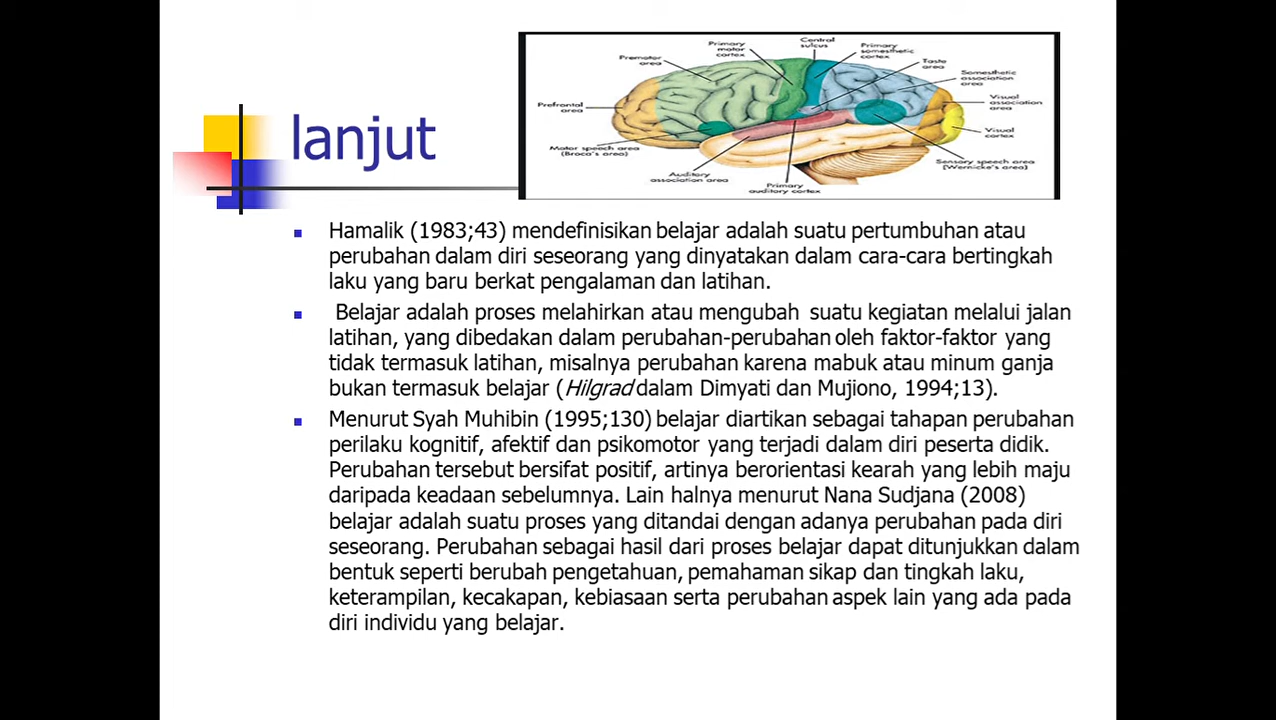 lanjut
Primary
motor
cortex
Central
sulcus
Primary
somesthetic
cortex
Premotor
area
Taste
area
Somesthetic
association
area
Prefrontal
area
Visual
association
area
Visual
cortex
Motor speech area
(Broca's area)
Sensory speech area
(Wernicke's area)
Auditory
association area
Primary
auditory cortex
Hamalik (1983;43) mendefinisikan belajar adalah suatu pertumbuhan atau
perubahan dalam diri seseorang yang dinyatakan dalam cara-cara bertingkah
laku yang baru berkat pengalaman dan latihan.
Belajar adalah proses melahirkan atau mengubah suatu kegiatan melalui jalan
latihan, yang dibedakan dalam perubahan-perubahan oleh faktor-faktor yang
tidak termasuk latihan, misalnya perubahan karena mabuk atau minum ganja
bukan termasuk belajar (Hilgrad dalam Dimyati dan Mujiono, 1994;13).
Menurut Syah Muhibin (1995;130) belajar diartikan sebagai tahapan perubahan
perilaku kognitif, afektif dan psikomotor yang terjadi dalam diri peserta didik.
Perubahan tersebut bersifat positif, artinya berorientasi kearah yang lebih maju
daripada keadaan sebelumnya. Lain halnya menurut Nana Sudjana (2008)
belajar adalah suatu proses yang ditandai dengan adanya perubahan pada diri
seseorang. Perubahan sebagai hasil dari proses belajar dapat ditunjukkan dalam
bentuk seperti berubah pengetahuan, pemahaman sikap dan tingkah laku,
keterampilan, kecakapan, kebiasaan serta perubahan aspek lain yang ada pada
diri individu yang belajar.